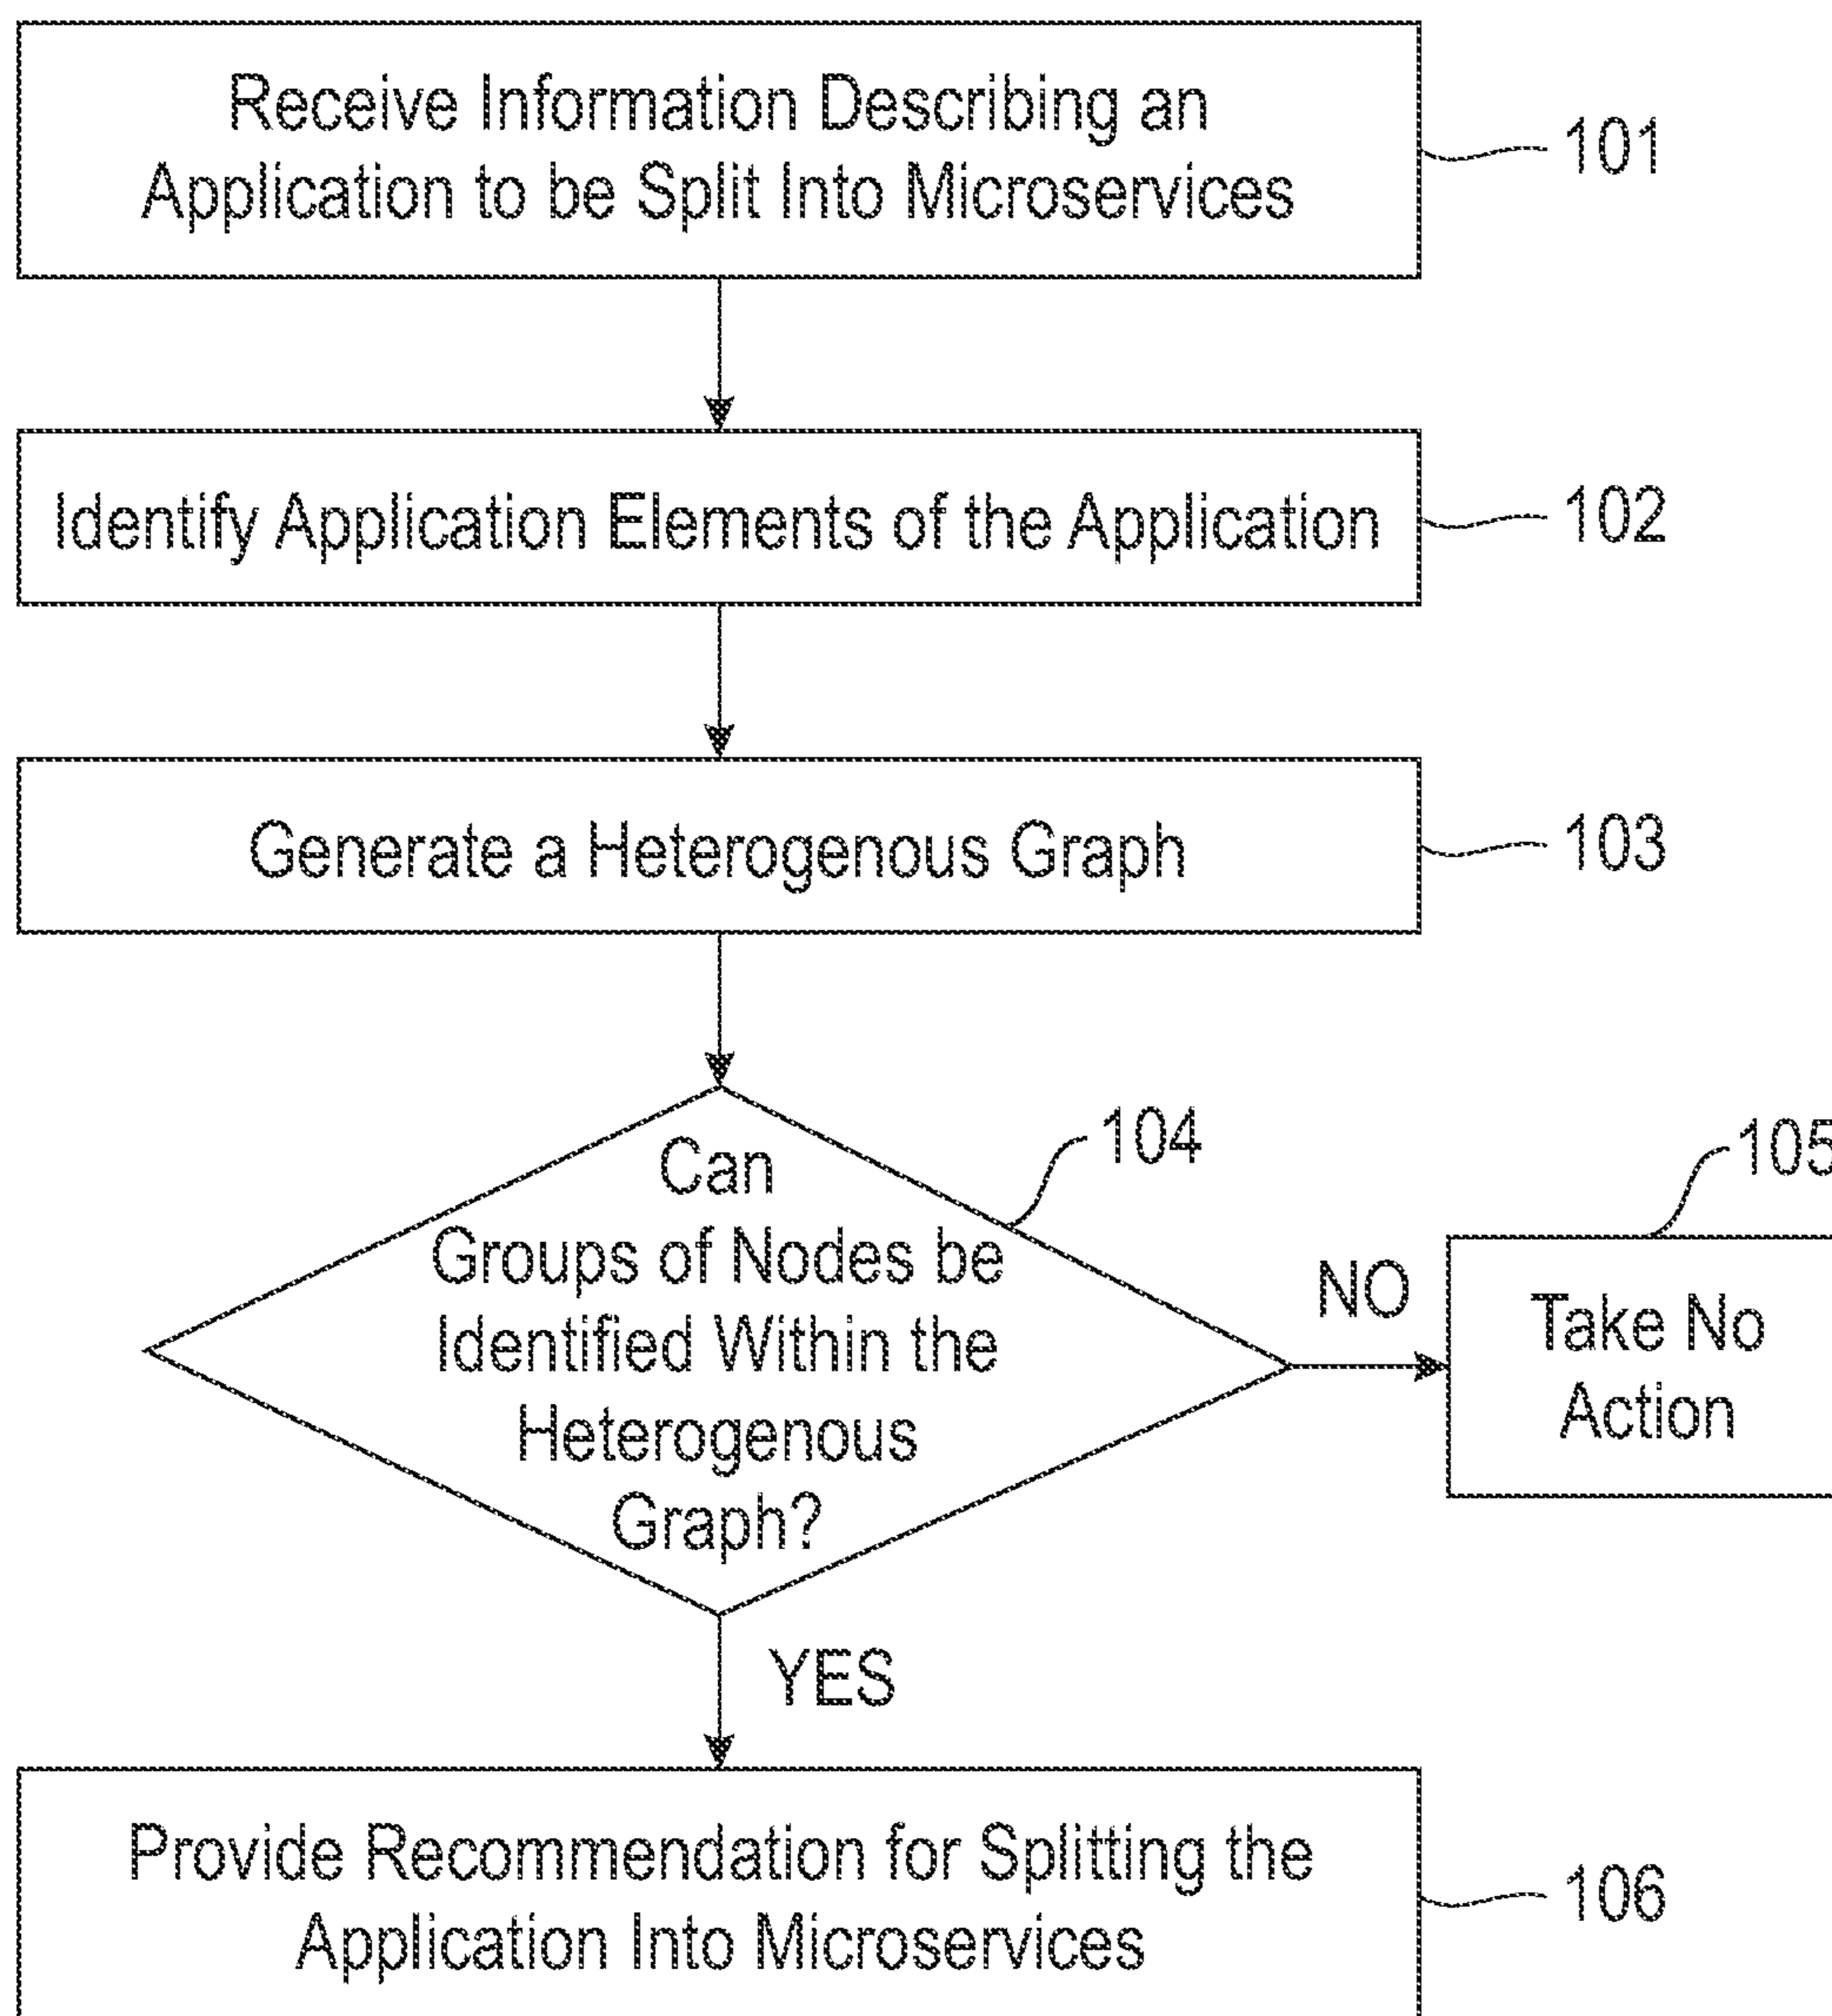 Receive Information Describing an
Application to be Split Into Microservices
101
Identify Application Elements of the Application
102
Generate a Heterogenous Graph
103
Can
Groups of Nodes be
Identified Within the
Heterogenous
Graph?
104
NO
105
Take No
Action
YES
Provide Recommendation for Splitting the
Application Into Microservices
106